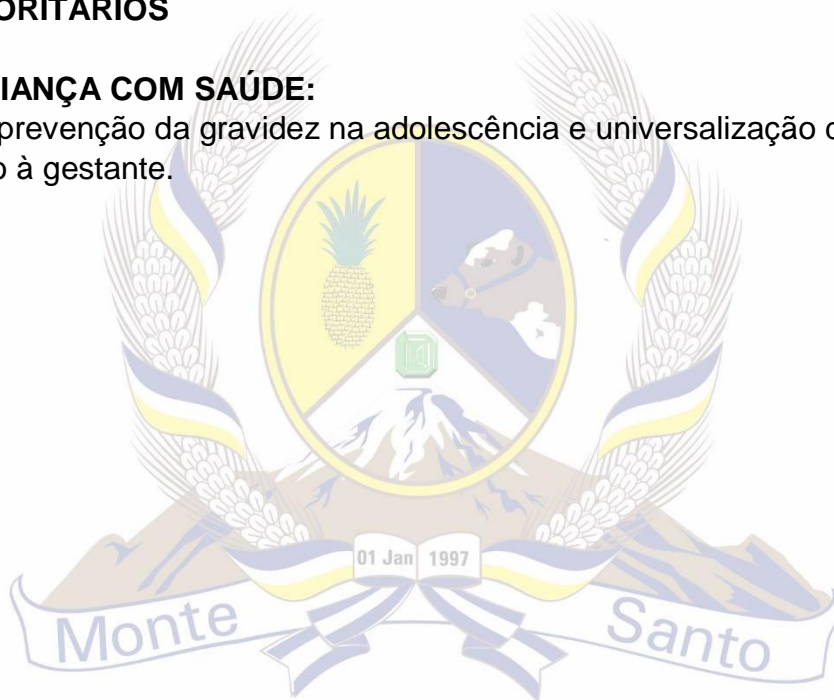 ORITÁRIOS
IANÇA COM SAÚDE:
prevenção da gravidez na adolescência e universalização
o à gestante.
01 Jan 1997
Monte Santo